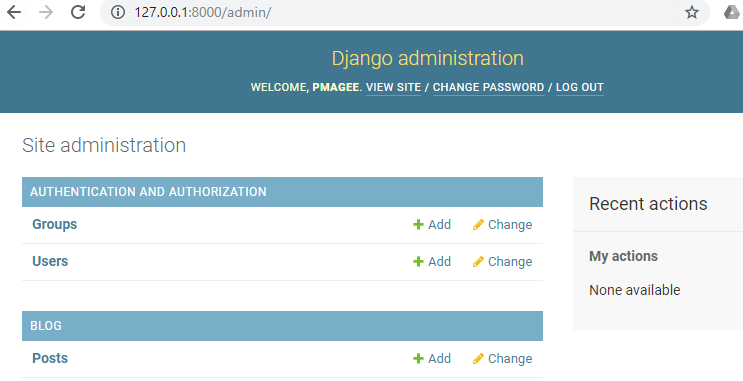 127.0.0.1:8000/admin/
Django administration
WELCOME, PMAGEE. VIEW SITE / CHANGE PASSWORD / LOG OUT
Site administration
AUTHENTICATION AND AUTHORIZATION
Groups Add Change
Users Add Change
BLOG
Posts Add Change
Recent actions
My actions
None available